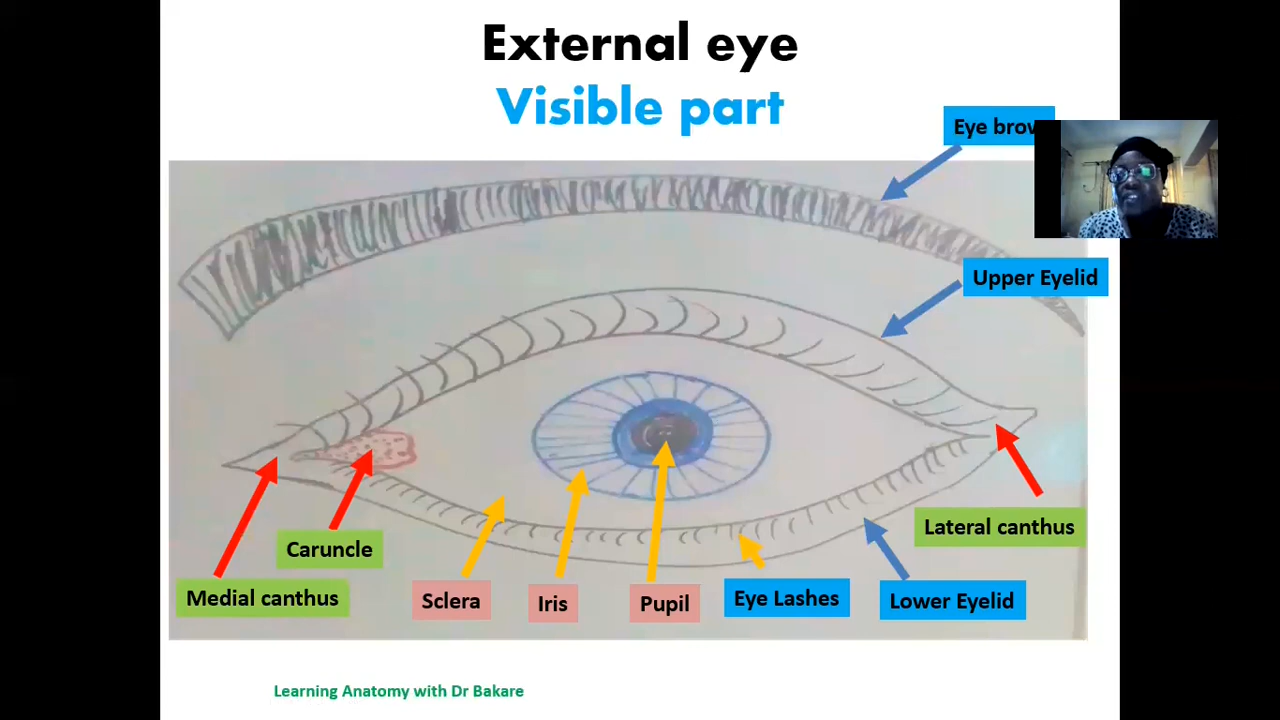 External eye
Visible part
Eye brow
Upper Eyelid
Lateral canthus
Caruncle
Medial canthus
Sclera
Iris
Pupil
Eye Lashes
Lower Eyelid
Learning Anatomy with Dr Bakare